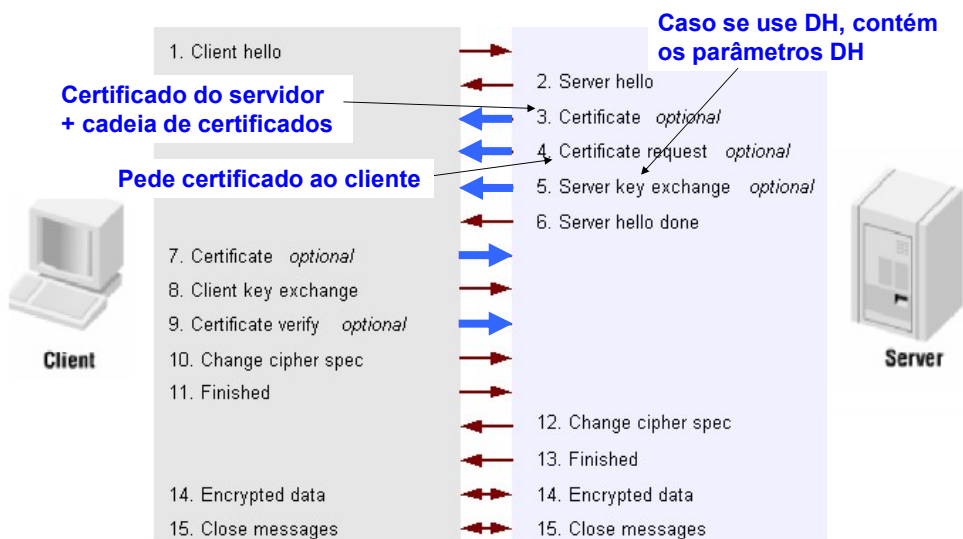 Caso se use DH, contém
os parâmetros DH
1. Client hello
2. Server hello
Certificado do servidor
+ cadeia de certificados
3. Certificate optional
4. Certificate request optional
Pede certificado ao cliente
5. Server key exchange optional
6. Server hello done
7. Certificate optional
8. Client key exchange
9. Certificate verify optional
Client
Server
10. Change cipher spec
11. Finished
12. Change cipher spec
13. Finished
14. Encrypted data
14. Encrypted data
15. Close messages
15. Close messages